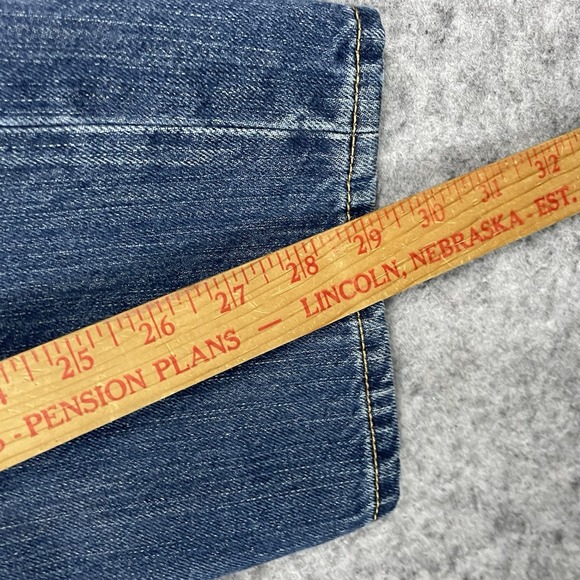 25 26 27 28 29 30 31 32
- PENSION PLANS — LINCOLN, NEBRASKA - EST.